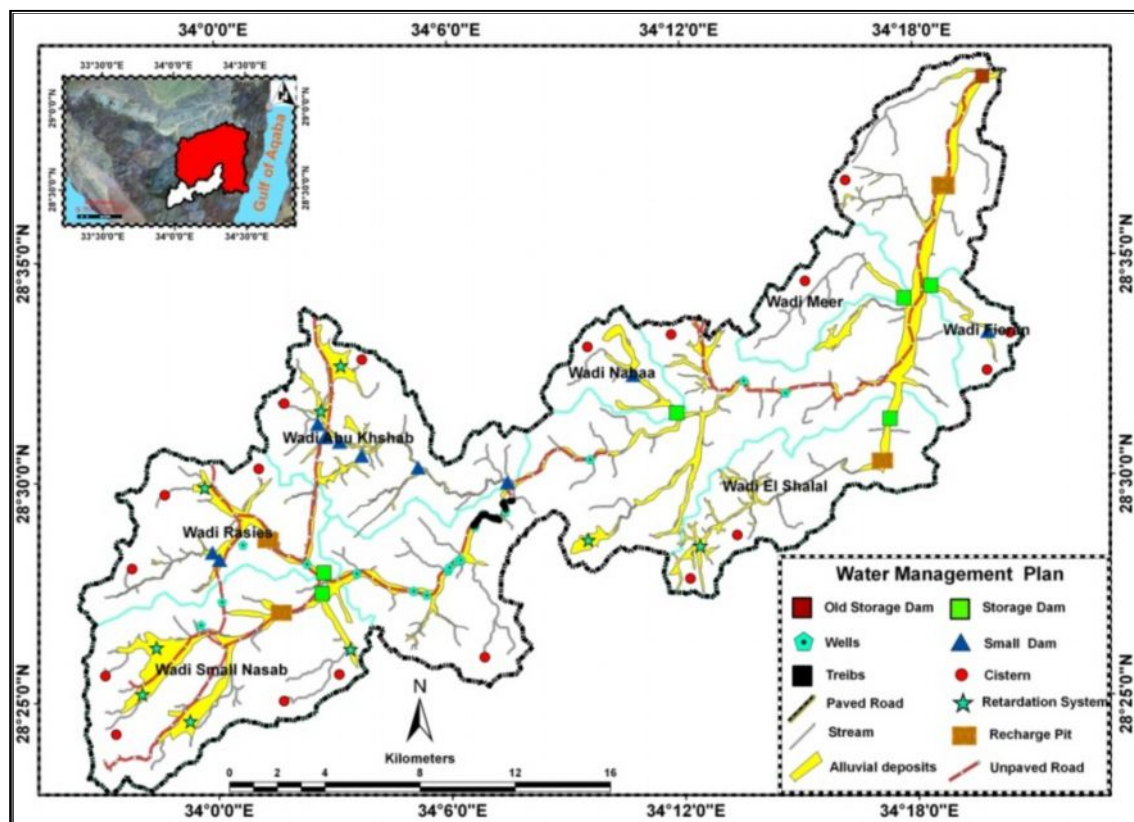 34°0'0"E 34°6'0"E 34°12'0"E 34°18'0"E
33°30'0"E 34°0'0"E 34°30'0"E
Gulf of Aqaba
28°30'0"N
33°30'0"E 34°0'0"E 34°30'0"E
28°35'0"N
28°30'0"N
28°25'0"N
28°35'0"N
28°30'0"N
28°25'0"N
Wadi Meer
Wadi Nabaa
Wadi Abu Khshab
Wadi El Shalal
Wadi Rasies
Wadi Small Nasab
N
Kilometers
0 2 4 8 12 16
Water Management Plan
Old Storage Dam
Storage Dam
Wells
Small Dam
Treibs
Cistern
Paved Road
Retardation System
Stream
Recharge Pit
Alluvial deposits
Unpaved Road
34°0'0"E 34°6'0"E 34°12'0"E 34°18'0"E